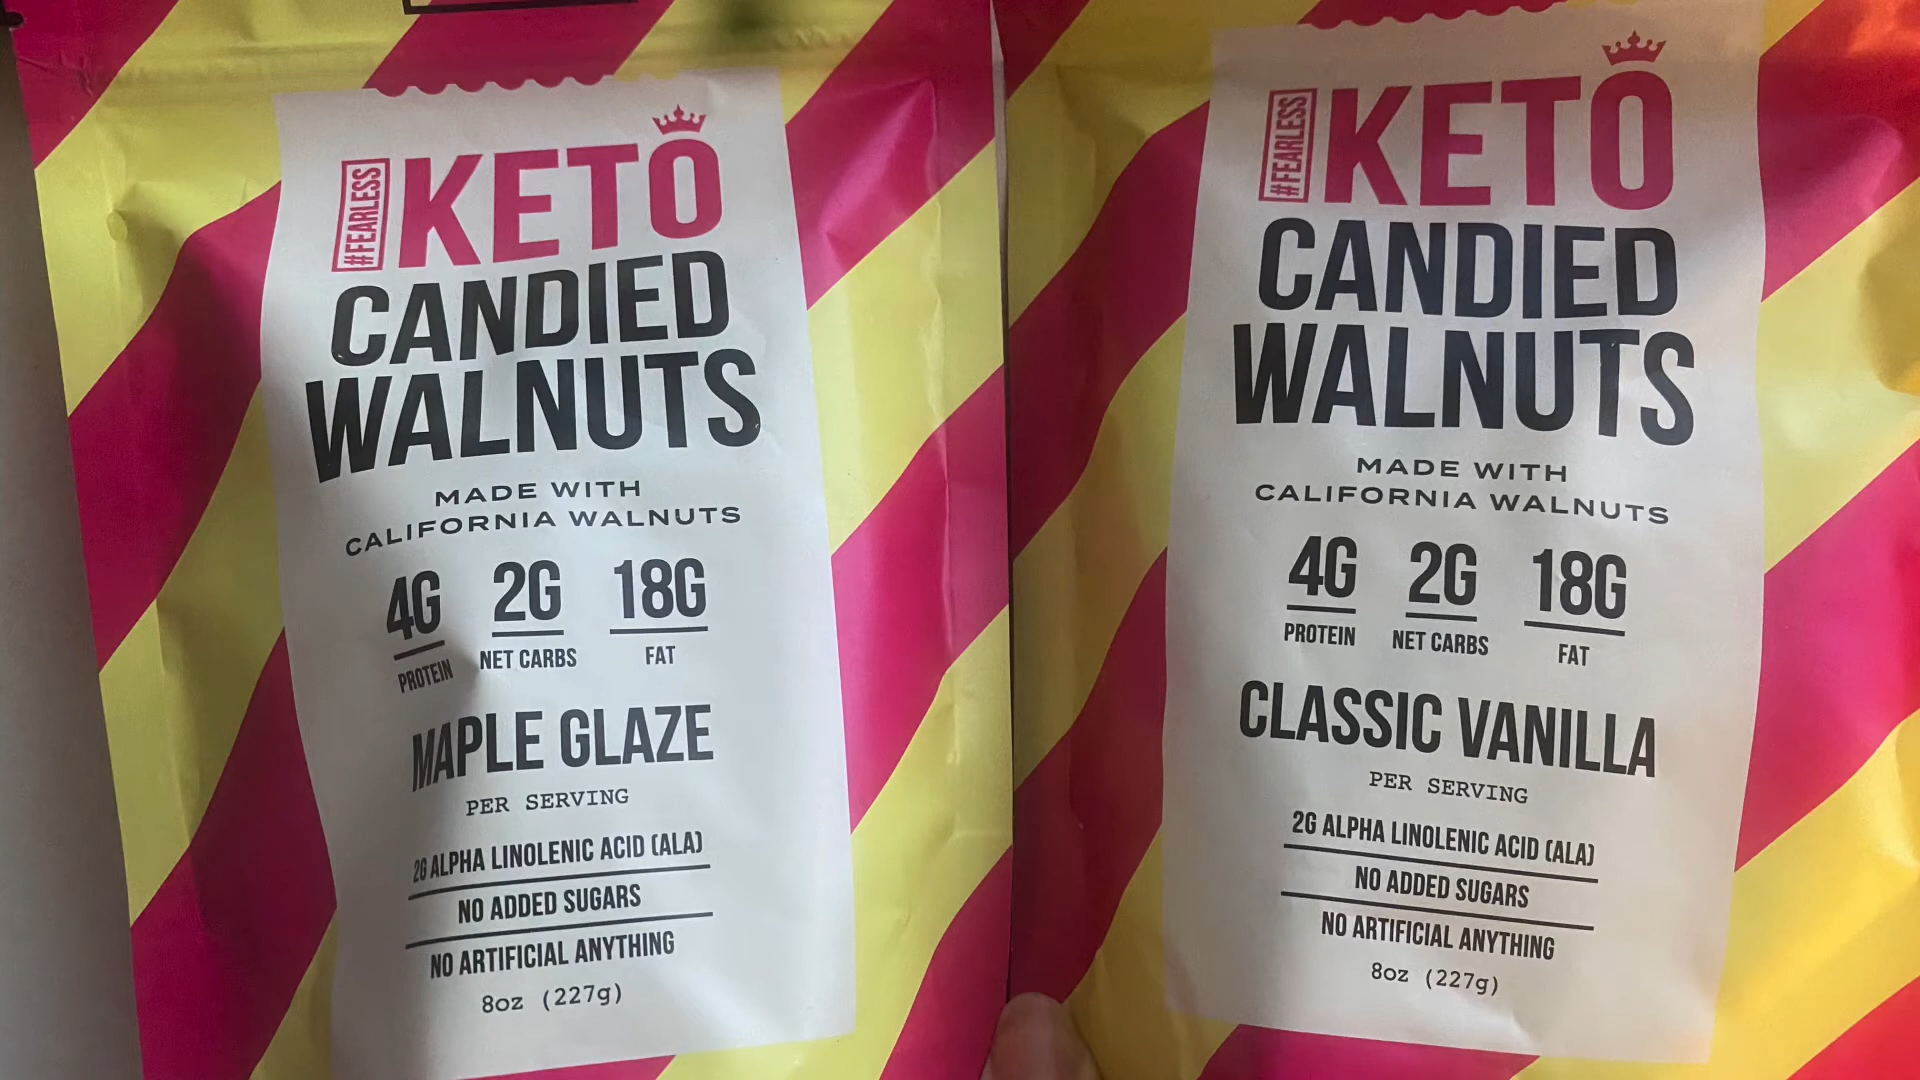 #FEARLESS
KETO
CANDIED
WALNUTS
MADE WITH
CALIFORNIA WALNUTS
4G 2G 18G
PROTEIN NET CARBS FAT
MAPLE GLAZE
PER SERVING
2G ALPHA LINOLENIC ACID (ALA)
NO ADDED SUGARS
NO ARTIFICIAL ANYTHING
8oz (227g)
#FEARLESS
KETO
CANDIED
WALNUTS
MADE WITH
CALIFORNIA WALNUTS
4G 2G 18G
PROTEIN NET CARBS FAT
CLASSIC VANILLA
PER SERVING
2G ALPHA LINOLENIC ACID (ALA)
NO ADDED SUGARS
NO ARTIFICIAL ANYTHING
8oz (227g)